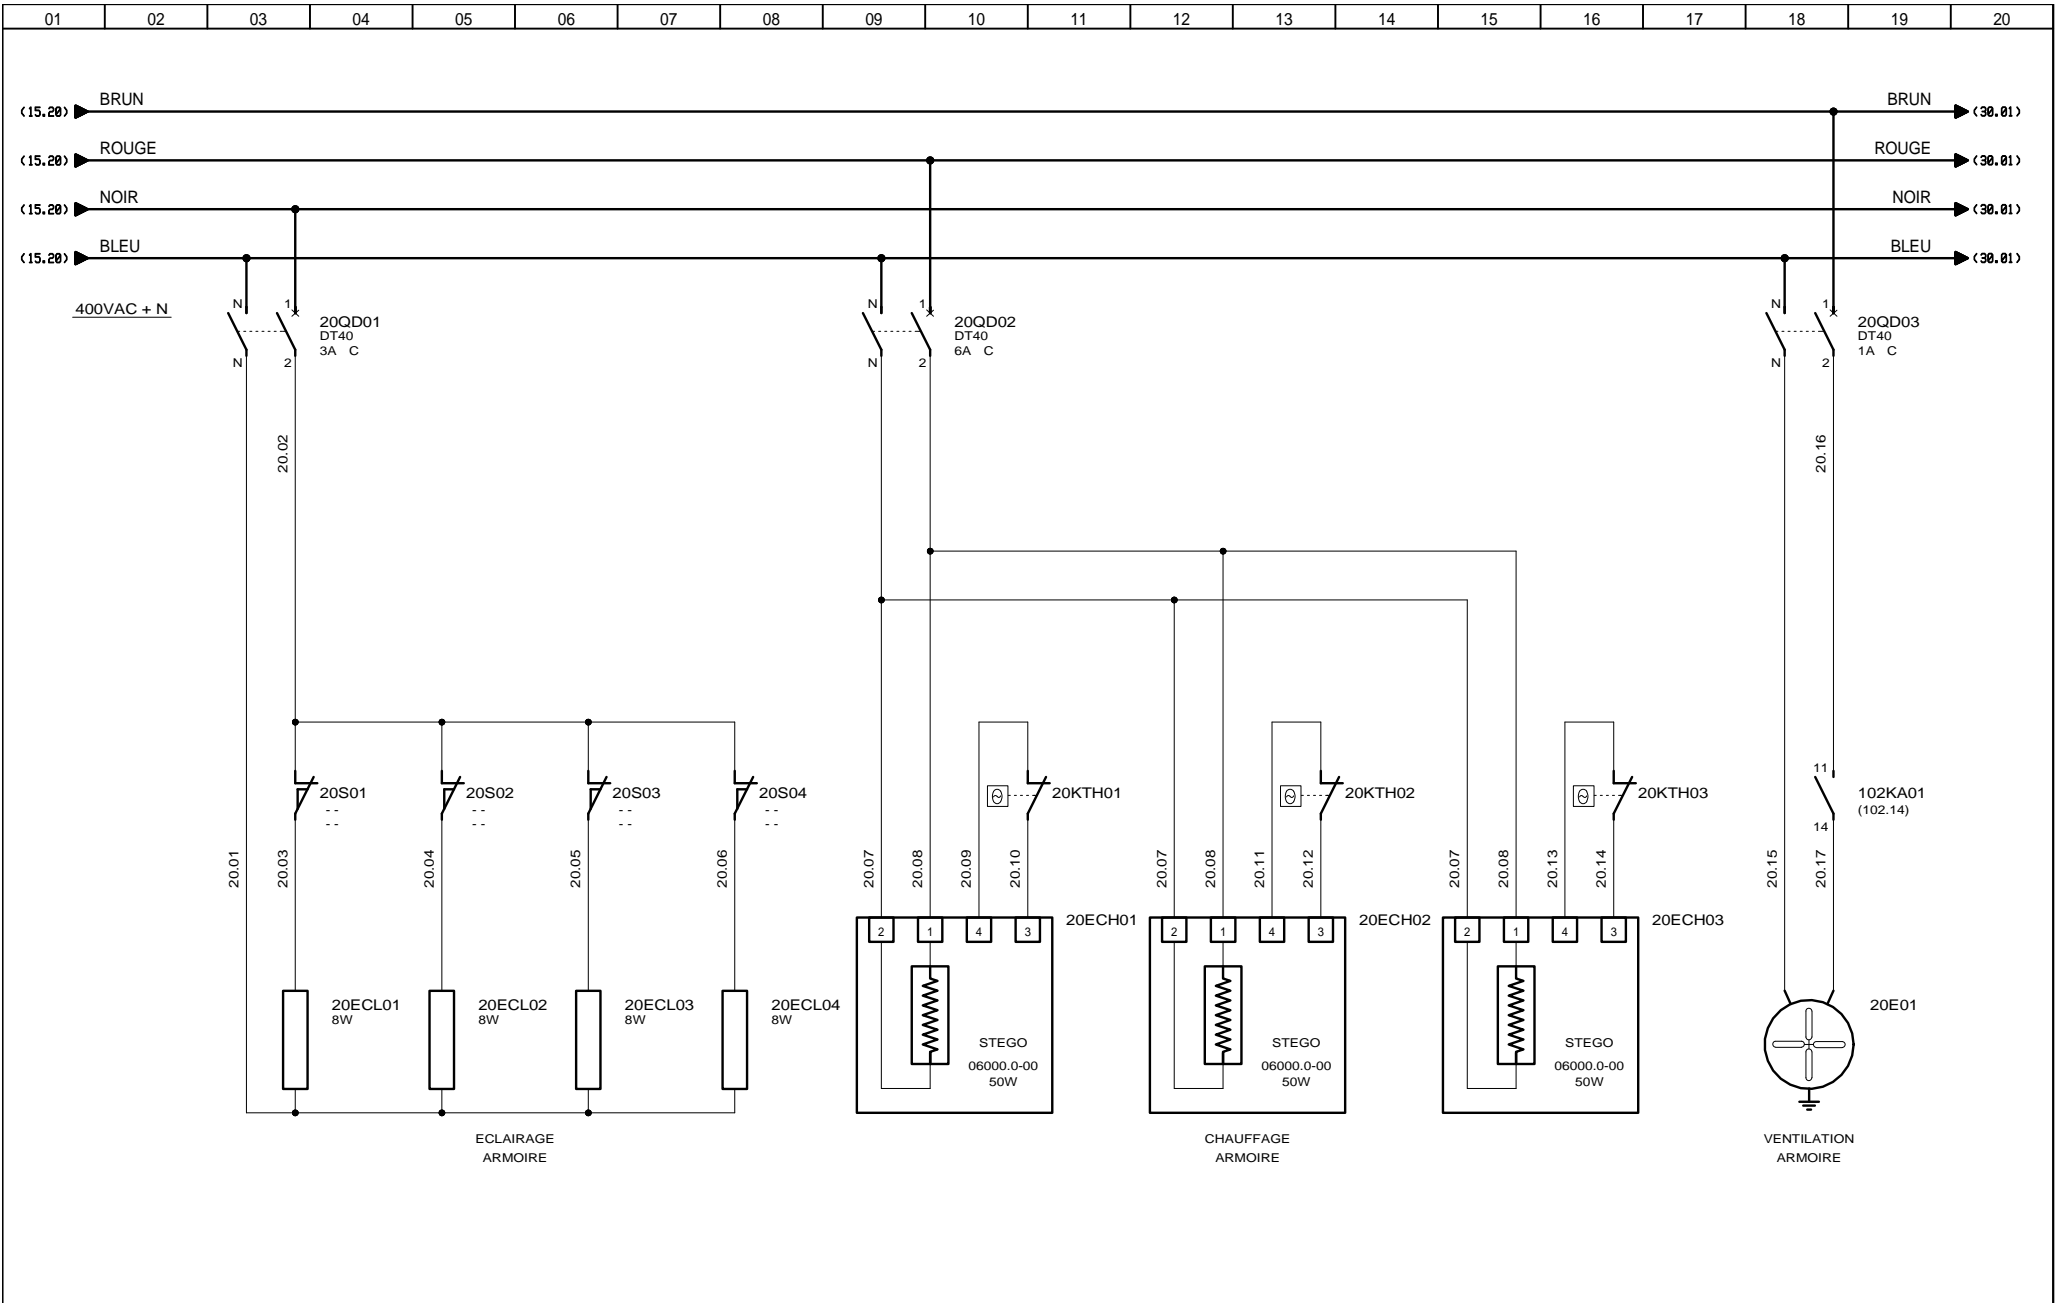 01 02 03 04 05 06 07 08 09 10 11 12 13 14 15 16 17 18 19 20
(15.20) BRUN BRUN (30.01)
(15.20) ROUGE ROUGE (30.01)
(15.20) NOIR NOIR (30.01)
(15.20) BLEU BLEU (30.01)
400VAC + N
N 1
20QD01
DT40
3A C
N 2
N 1
20QD02
DT40
6A C
N 2
N 1
20QD03
DT40
1A C
N 2
20.02
20.16
20S01
- -
- -
20S02
- -
- -
20S03
- -
- -
20S04
- -
- -
20KTH01
20KTH02
20KTH03
11
102KA01
(102.14)
14
20.01 20.03 20.04 20.05 20.06 20.07 20.08 20.09 20.10 20.07 20.08 20.11 20.12 20.07 20.08 20.13 20.14 20.15 20.17
2 1 4 3 20ECH01
2 1 4 3 20ECH02
2 1 4 3 20ECH03
20ECL01
8W
20ECL02
8W
20ECL03
8W
20ECL04
8W
STEGO
06000.0-00
50W
STEGO
06000.0-00
50W
STEGO
06000.0-00
50W
20E01
ECLAIRAGE
ARMOIRE
CHAUFFAGE
ARMOIRE
VENTILATION
ARMOIRE